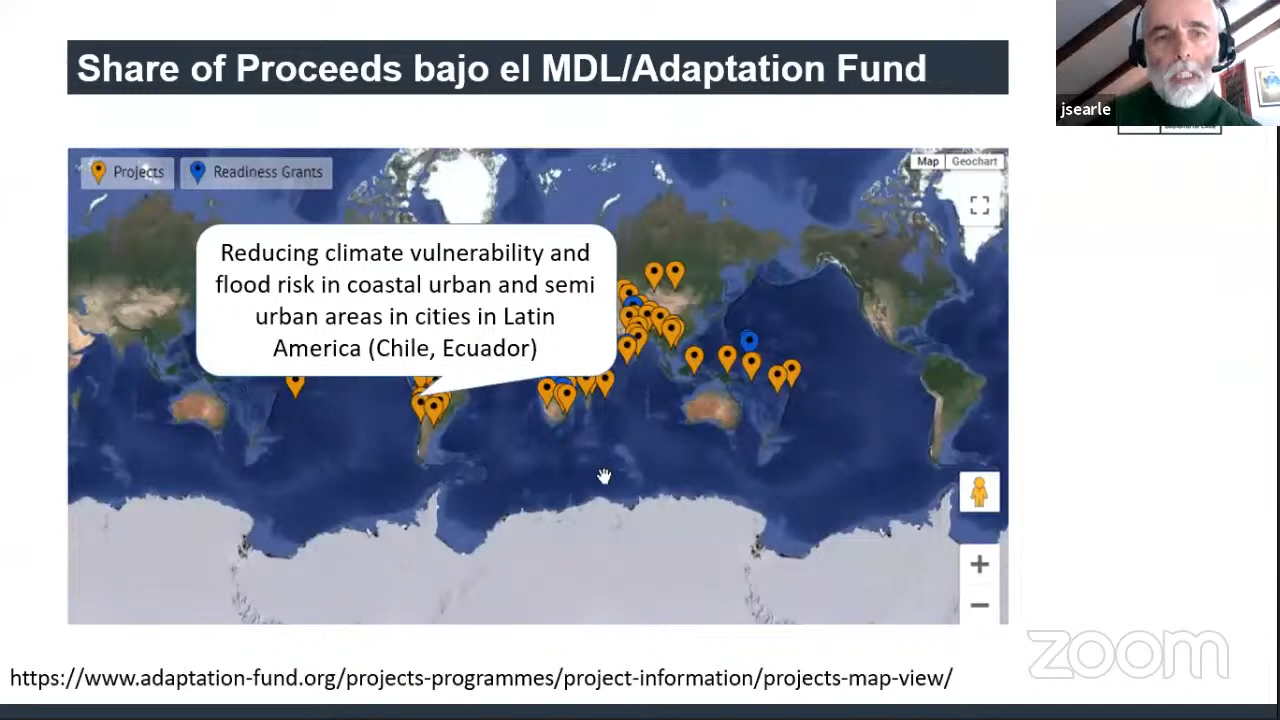 Share of Proceeds bajo el MDL/Adaptation Fund
jsearle
Projects
Readiness Grants
Map
Geochart
Reducing climate vulnerability and
flood risk in coastal urban and semi
urban areas in cities in Latin
America (Chile, Ecuador)
zoom
https://www.adaptation-fund.org/projects-programmes/project-information/projects-map-view/